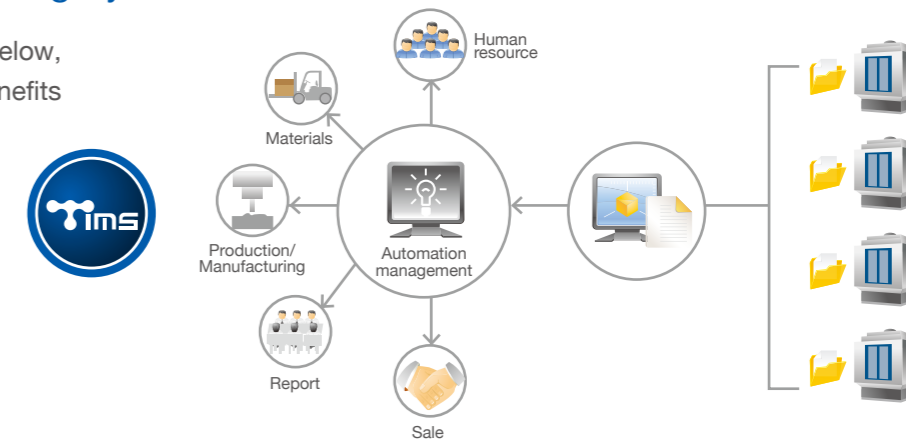 elow,
nefits
Human
resource
Materials
Tims
Production/
Manufacturing
Automation
management
Report
Sale